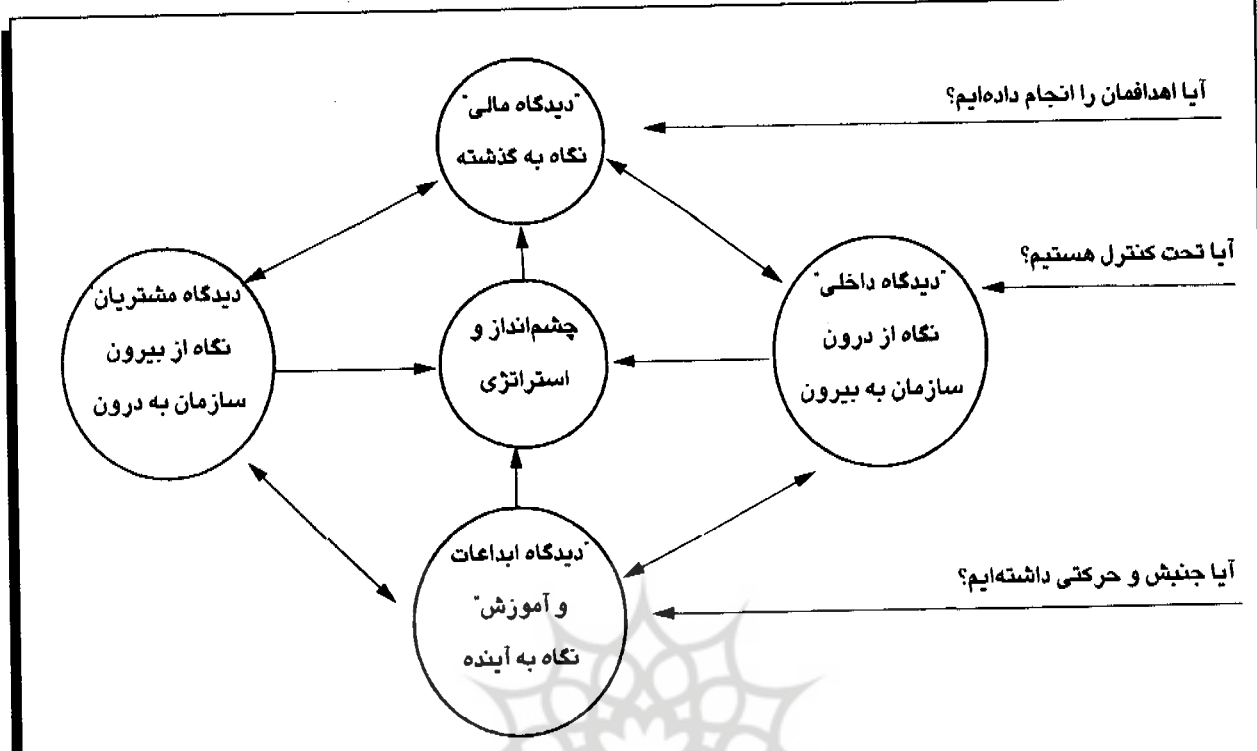 "دیدگاه مالی"
نگاه به گذشته
آیا اهدافمان را انجام داده‌ایم؟
آیا تحت کنترل هستیم؟
"دیدگاه داخلی"
نگاه از درون
سازمان به بیرون
چشم‌انداز و
استراتژی
دیدگاه مشتریان
نگاه از بیرون
سازمان به درون
"دیدگاه ابداعات
و آموزش"
نگاه به آینده
آیا جنبش و حرکتی داشته‌ایم؟